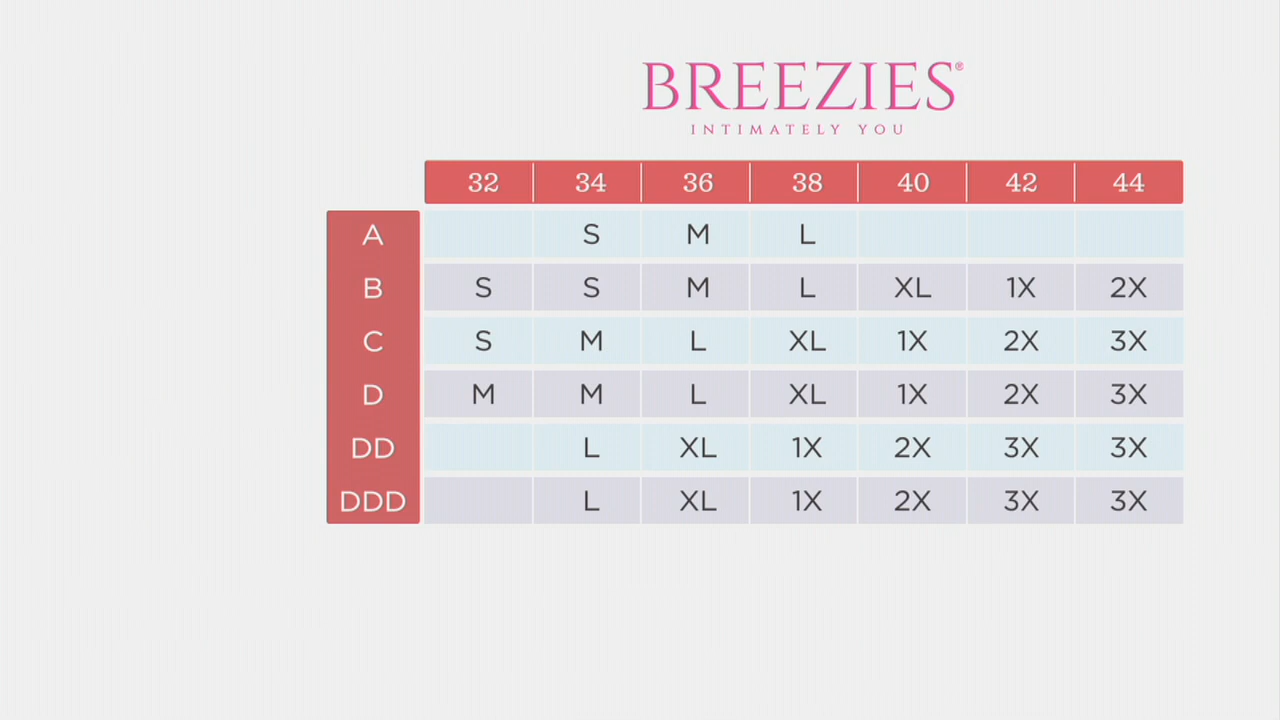 BREEZIES®
INTIMATELY YOU
32 34 36 38 40 42 44
A S M L
B S S M L XL 1X 2X
C S M L XL 1X 2X 3X
D M M L XL 1X 2X 3X
DD L XL 1X 2X 3X 3X
DDD L XL 1X 2X 3X 3X